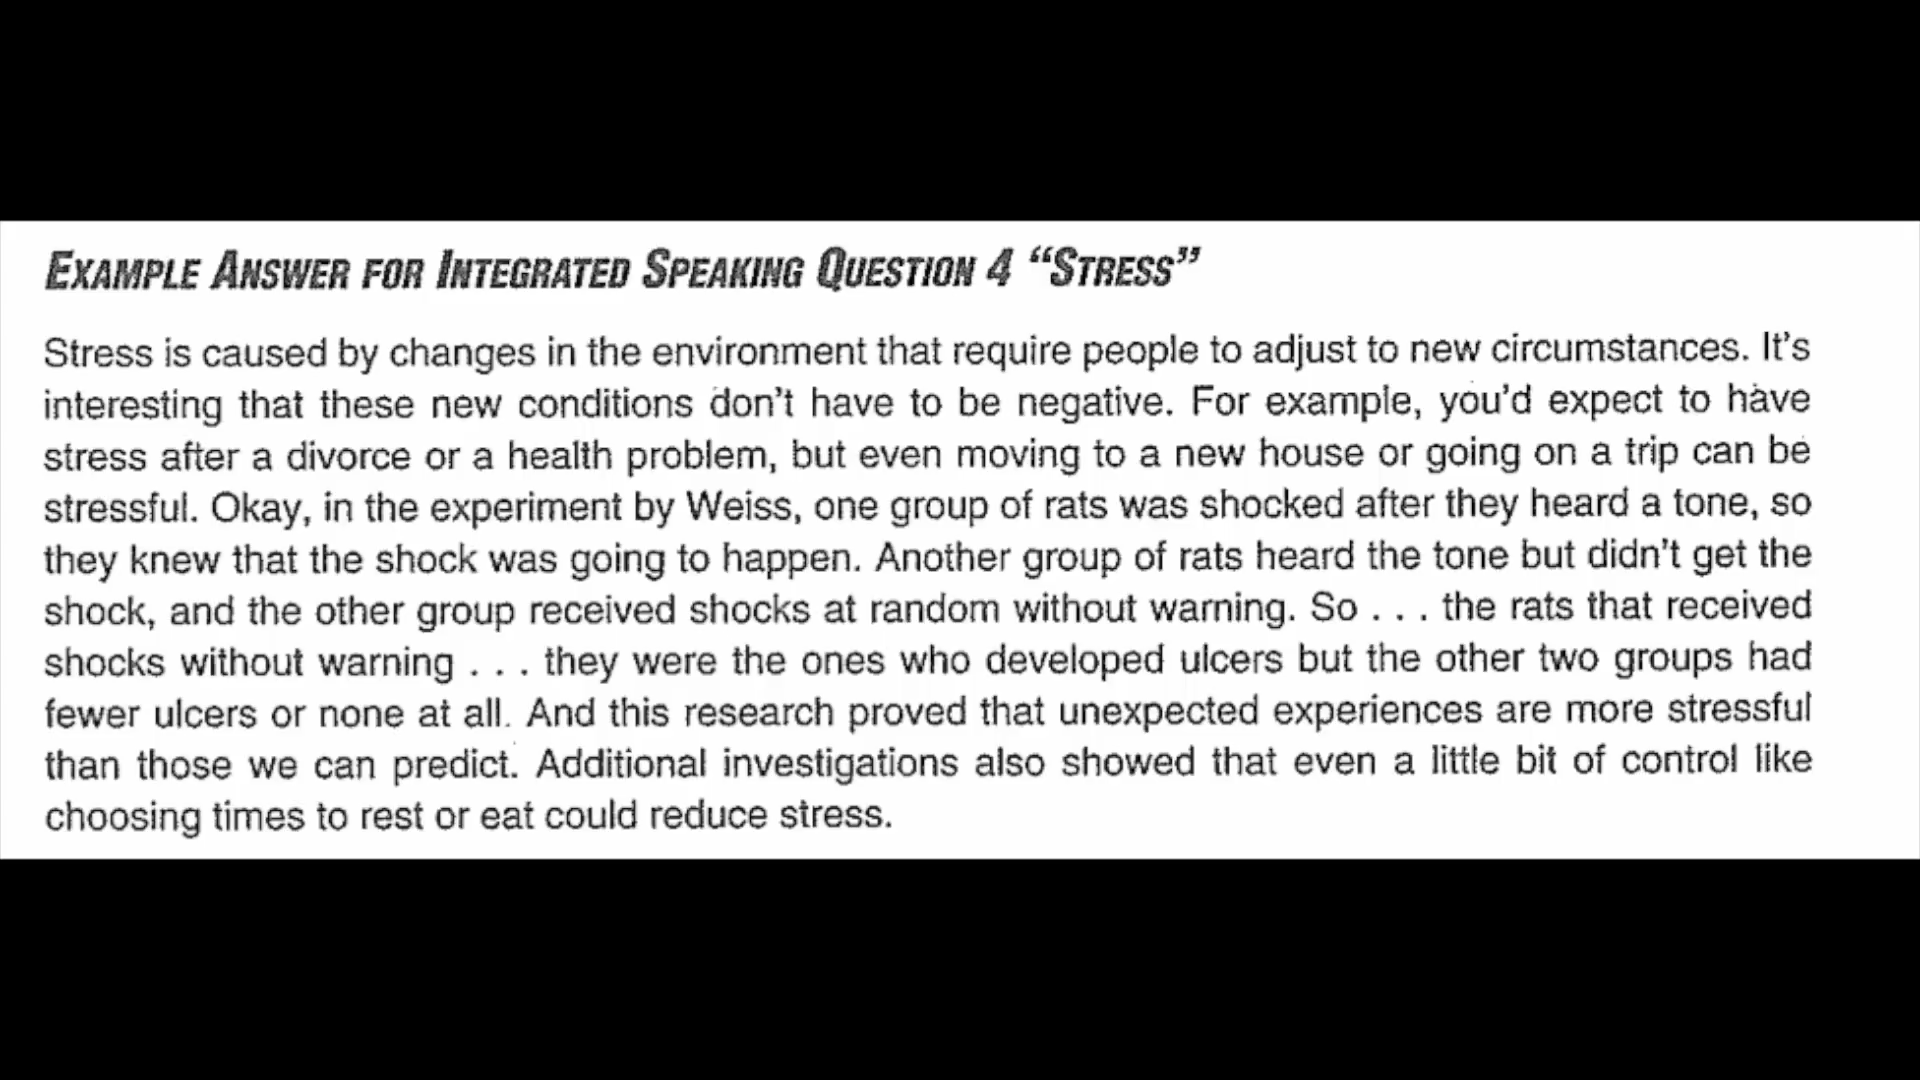 EXAMPLE ANSWER FOR INTEGRATED SPEAKING QUESTION 4 “STRESS”
Stress is caused by changes in the environment that require people to adjust to new circumstances. It’s
interesting that these new conditions don’t have to be negative. For example, you’d expect to have
stress after a divorce or a health problem, but even moving to a new house or going on a trip can be
stressful. Okay, in the experiment by Weiss, one group of rats was shocked after they heard a tone, so
they knew that the shock was going to happen. Another group of rats heard the tone but didn’t get the
shock, and the other group received shocks at random without warning. So . . . the rats that received
shocks without warning . . . they were the ones who developed ulcers but the other two groups had
fewer ulcers or none at all. And this research proved that unexpected experiences are more stressful
than those we can predict. Additional investigations also showed that even a little bit of control like
choosing times to rest or eat could reduce stress.